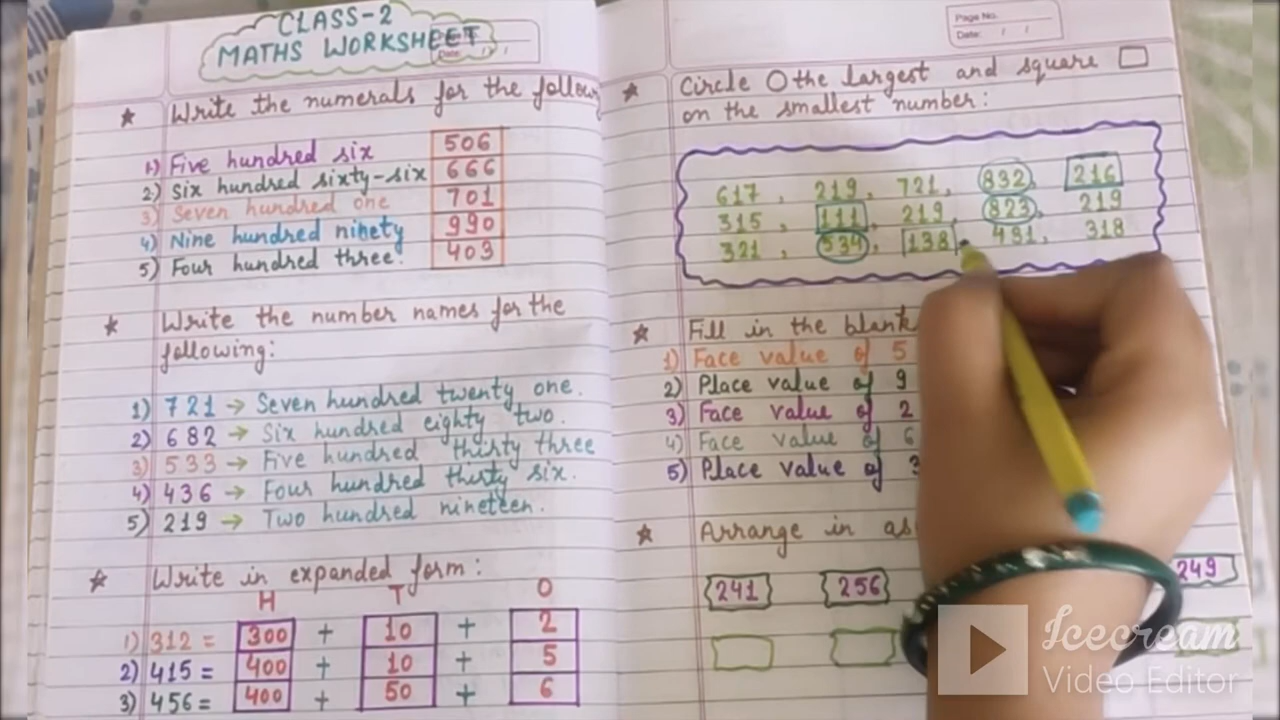 CLASS-2
MATHS WORKSHEET
Date: / /
★ Write the numerals for the
1) Five hundred six 506
2) Six hundred sixty-six 666
3) Seven hundred one 701
4) Nine hundred ninety 990
5) Four hundred three. 403
★ Write the number names for the
following:
1) 721 → Seven hundred twenty one.
2) 682 → Six hundred eighty two.
3) 533 → Five hundred thirty three
4) 436 → Four hundred thirty six.
5) 219 → Two hundred nineteen.
★ Write in expanded form:
H T O
1) 312 = 300 + 10 + 2
2) 415 = 400 + 10 + 5
3) 456 = 400 + 50 + 6
Page No.
Date: / /
★ Circle O the largest and square □
on the smallest number:
617, 219, 721, 832, 216
315, 111, 219, 823, 219
321, 534, 138, 431, 318
★ Fill in the blank
1) Face value of 5
2) Place value of 9
3) Face value of 2
4) Face value of 6
5) Place value of 3
★ Arrange in as
241 256 249
Icecream
Video Editor